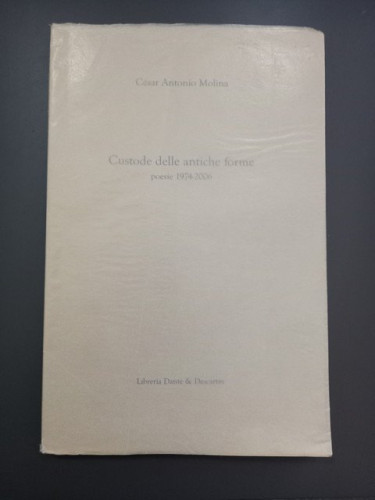 César Antonio Molina
Custode delle antiche forme
poesie 1974-2006
Libreria Dante & Descartes